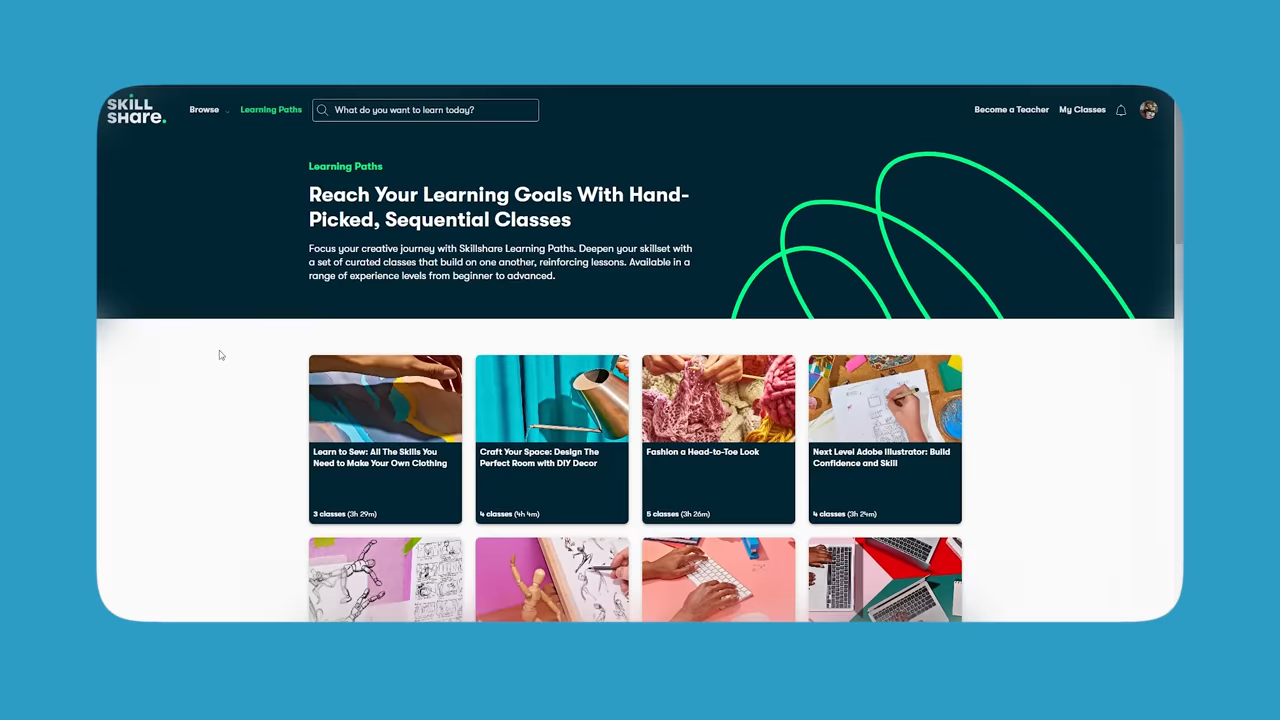 SKILL
SHare.
Browse
Learning Paths
What do you want to learn today?
Become a Teacher
My Classes
Learning Paths
Reach Your Learning Goals With Hand-
Picked, Sequential Classes
Focus your creative journey with Skillshare Learning Paths. Deepen your skillset with
a set of curated classes that build on one another, reinforcing lessons. Available in a
range of experience levels from beginner to advanced.
Learn to Sew: All The Skills You
Need to Make Your Own Clothing
3 classes (3h 29m)
Craft Your Space: Design The
Perfect Room with DIY Decor
4 classes (4h 4m)
Fashion a Head-to-Toe Look
5 classes (3h 26m)
Next Level Adobe Illustrator: Build
Confidence and Skill
4 classes (3h 24m)